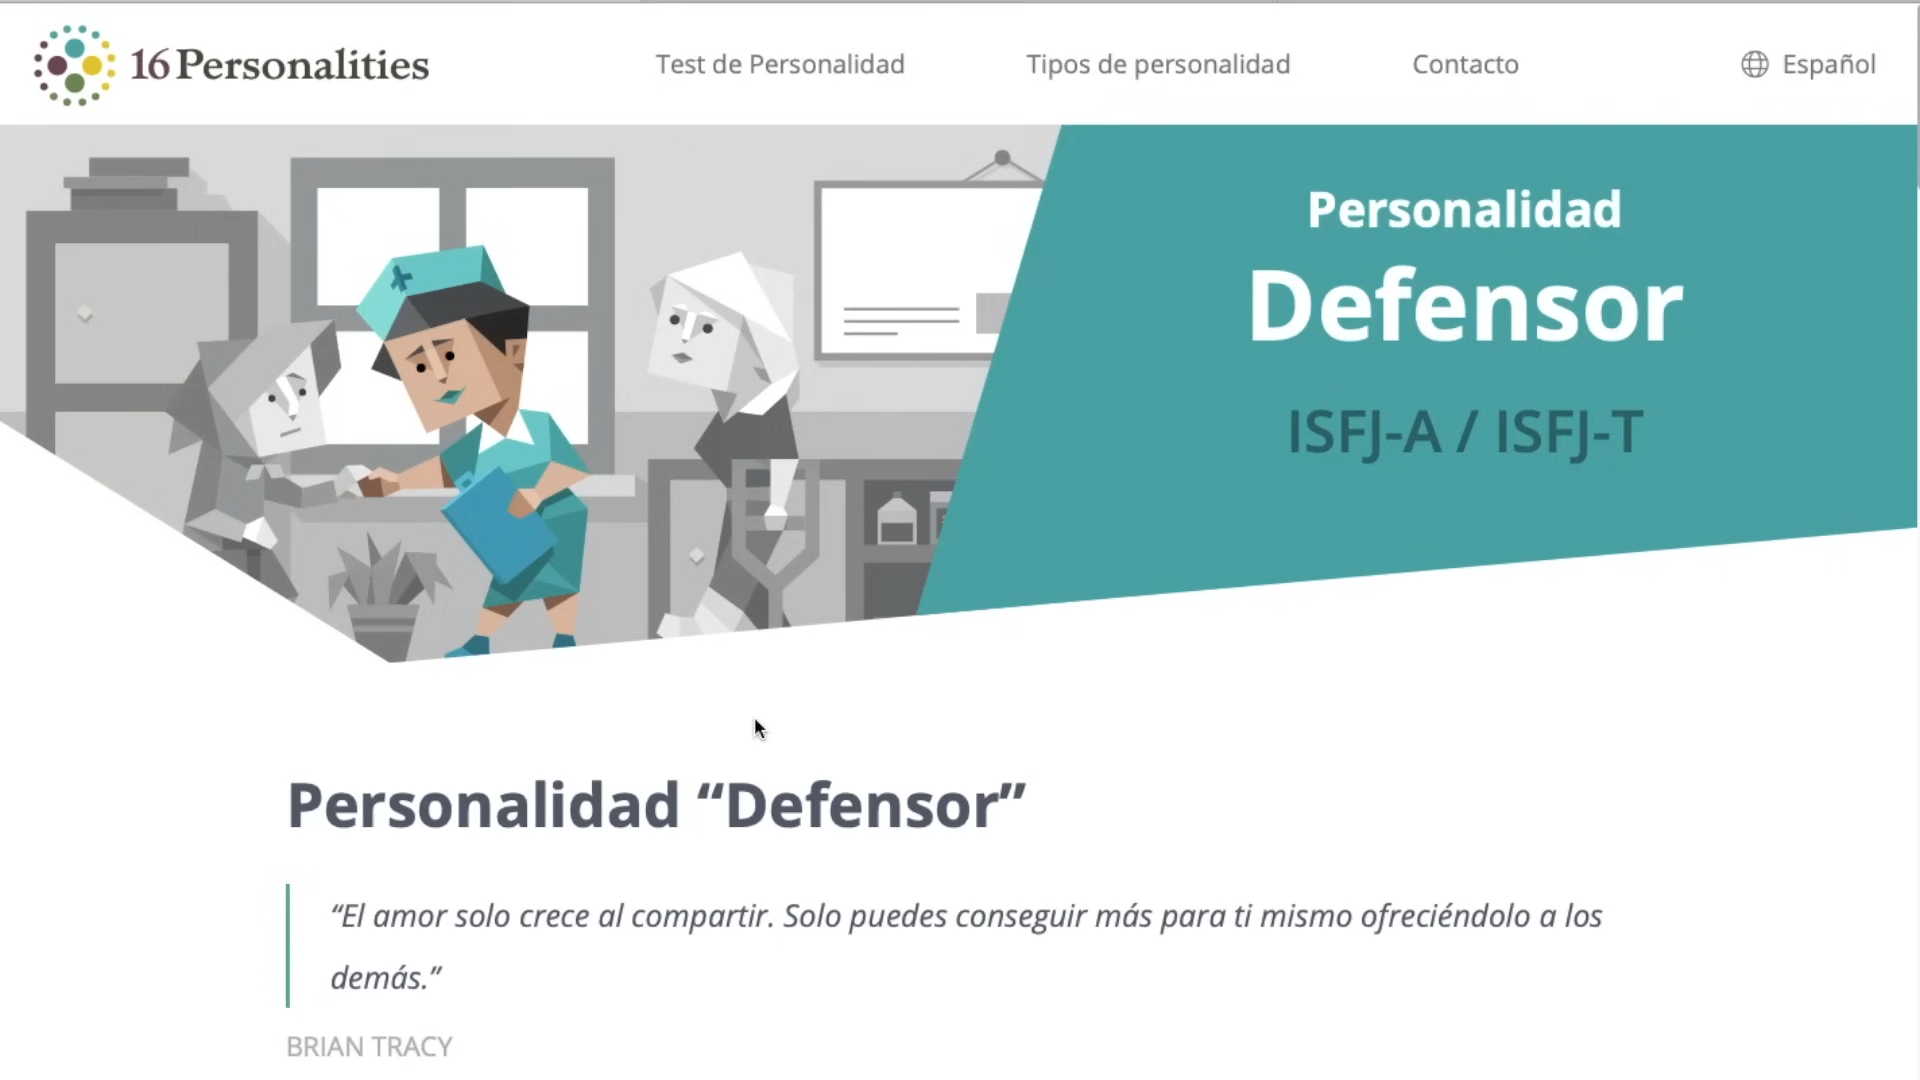 16Personalities
Test de Personalidad
Tipos de personalidad
Contacto
Español
Personalidad
Defensor
ISFJ-A / ISFJ-T
Personalidad “Defensor”
“El amor solo crece al compartir. Solo puedes conseguir más para ti mismo ofreciéndolo a los
demás.”
BRIAN TRACY